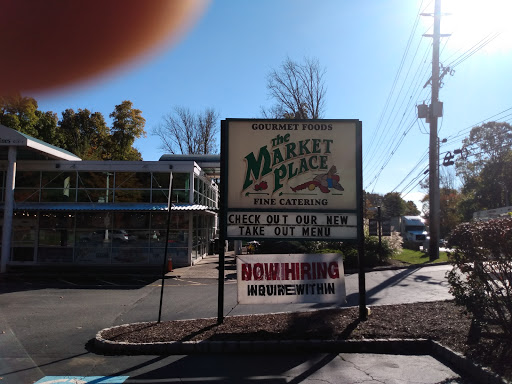 GOURMET FOODS
the
MARKET
PLACE
FINE CATERING
CHECK OUT OUR NEW
TAKE OUT MENU
NOW HIRING
INQUIRE WITHIN